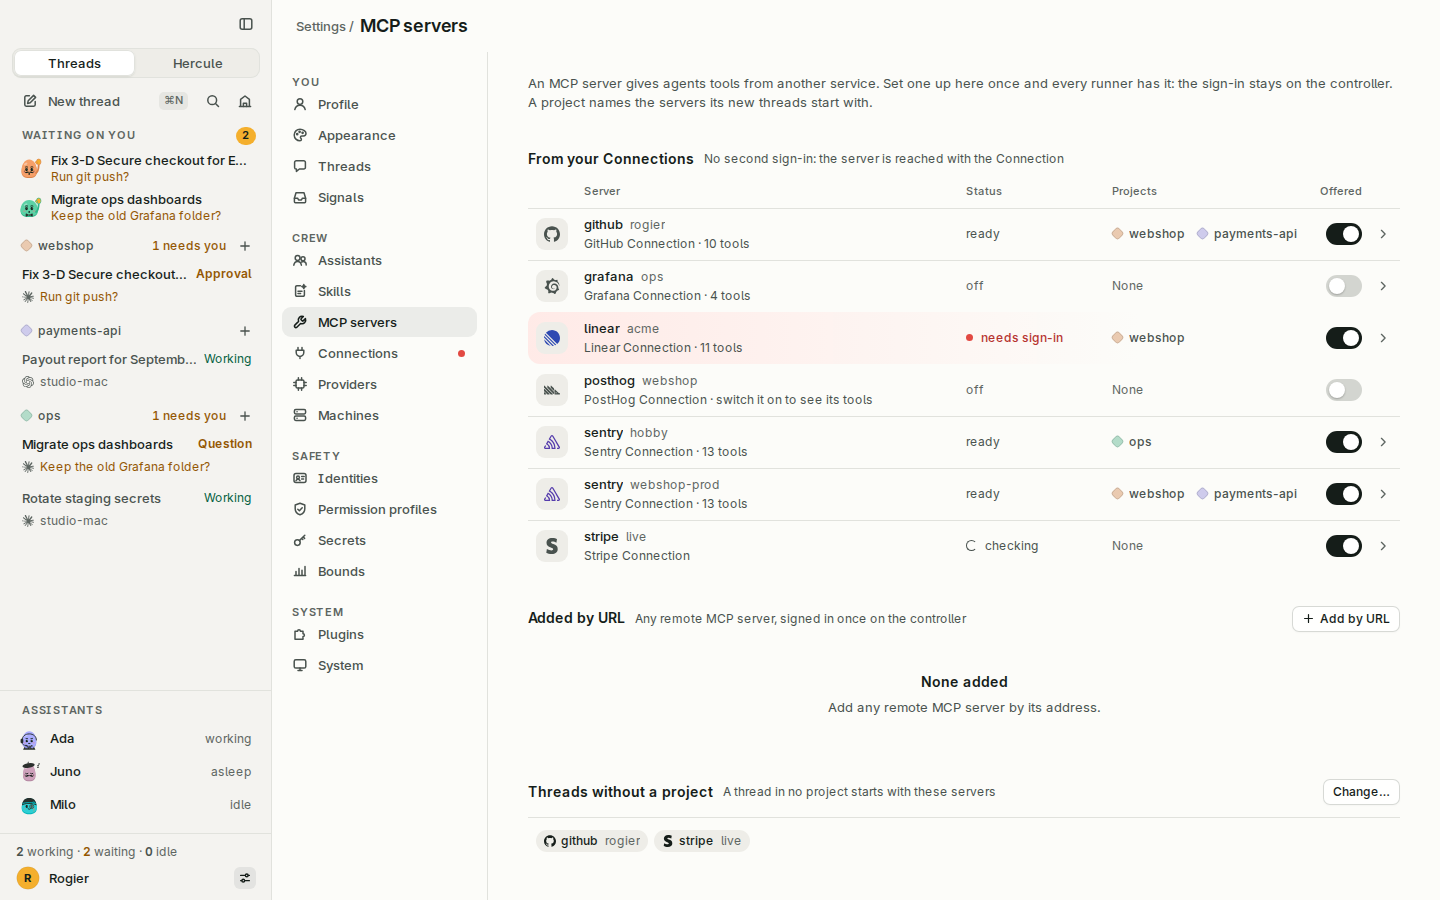 Threads
Hercule
New thread
⌘N
WAITING ON YOU
2
Fix 3-D Secure checkout for E...
Run git push?
Migrate ops dashboards
Keep the old Grafana folder?
webshop
1 needs you
Fix 3-D Secure checkout...
Approval
Run git push?
payments-api
Payout report for Septemb...
Working
studio-mac
ops
1 needs you
Migrate ops dashboards
Question
Keep the old Grafana folder?
Rotate staging secrets
Working
studio-mac
ASSISTANTS
Ada
working
Juno
asleep
Milo
idle
2 working · 2 waiting · 0 idle
R
Rogier
Settings / MCP servers
YOU
Profile
Appearance
Threads
Signals
CREW
Assistants
Skills
MCP servers
Connections
Providers
Machines
SAFETY
Identities
Permission profiles
Secrets
Bounds
SYSTEM
Plugins
System
An MCP server gives agents tools from another service. Set one up here once and every runner has it: the sign-in stays on the controller.
A project names the servers its new threads start with.
From your Connections
No second sign-in: the server is reached with the Connection
Server
Status
Projects
Offered
github rogier
GitHub Connection · 10 tools
ready
webshop
payments-api
grafana ops
Grafana Connection · 4 tools
off
None
linear acme
Linear Connection · 11 tools
needs sign-in
webshop
posthog webshop
PostHog Connection · switch it on to see its tools
off
None
sentry hobby
Sentry Connection · 13 tools
ready
ops
sentry webshop-prod
Sentry Connection · 13 tools
ready
webshop
payments-api
stripe live
Stripe Connection
checking
None
Added by URL
Any remote MCP server, signed in once on the controller
Add by URL
None added
Add any remote MCP server by its address.
Threads without a project
A thread in no project starts with these servers
Change...
github rogier
stripe live